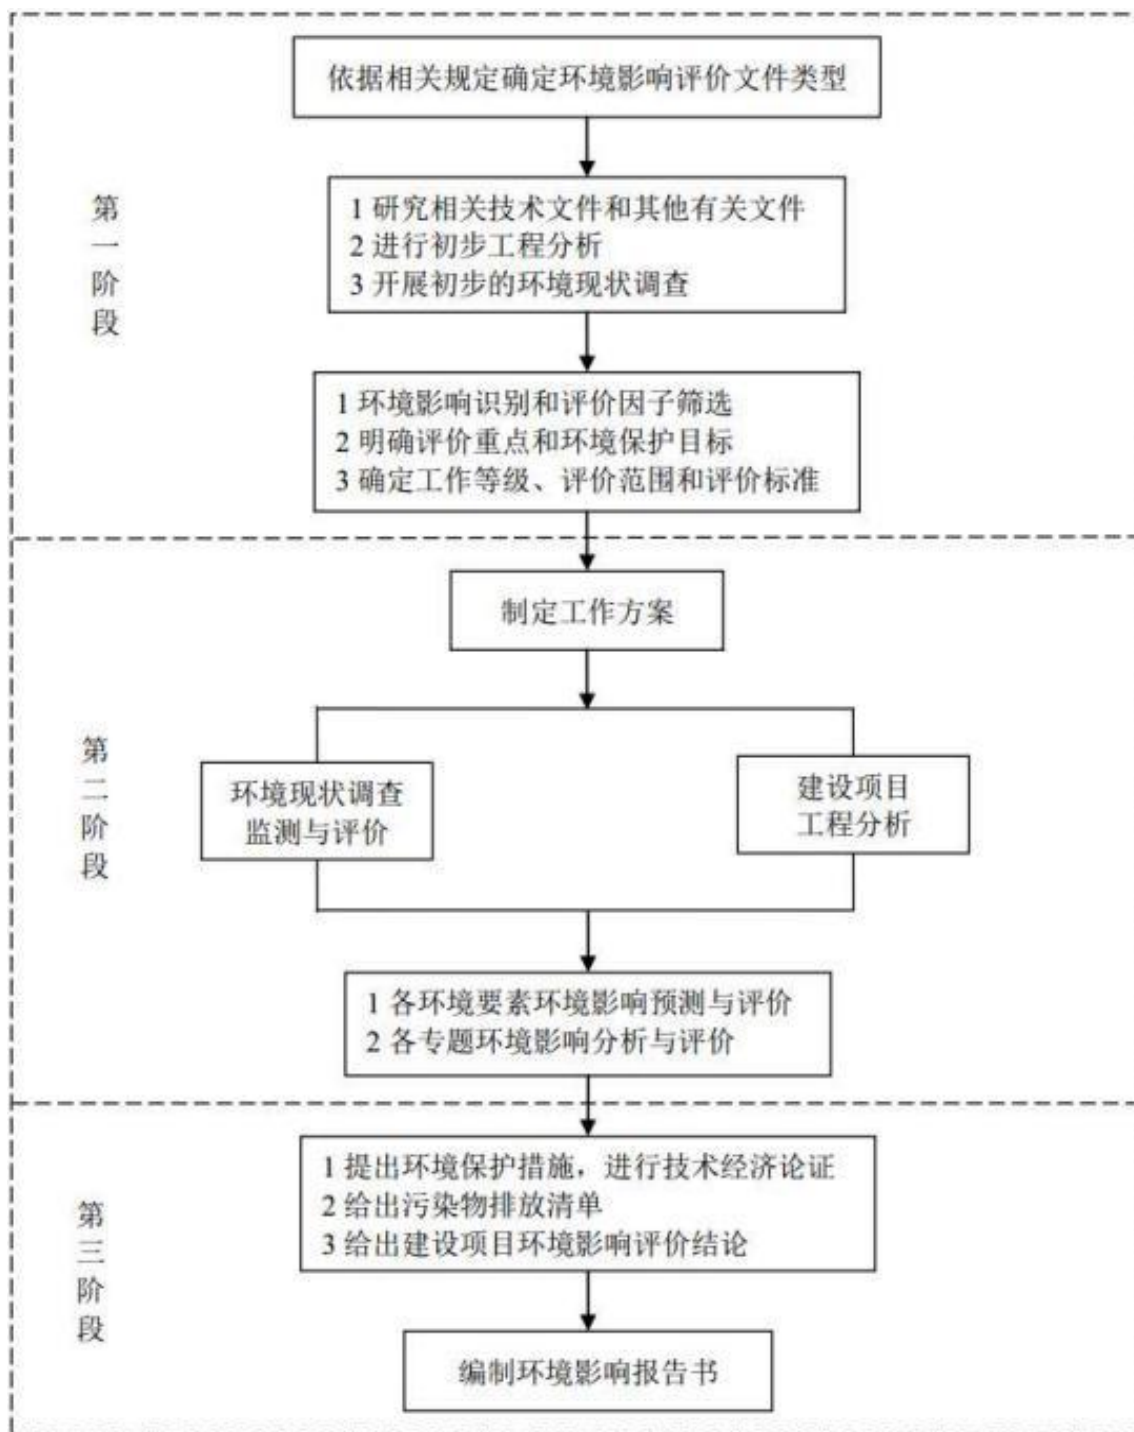 依据相关规定确定环境影响评价文件类型
第一阶段
1 研究相关技术文件和其他有关文件
2 进行初步工程分析
3 开展初步的环境现状调查
1 环境影响识别和评价因子筛选
2 明确评价重点和环境保护目标
3 确定工作等级、评价范围和评价标准
制定工作方案
第二阶段
环境现状调查
监测与评价
建设项目
工程分析
1 各环境要素环境影响预测与评价
2 各专题环境影响分析与评价
第三阶段
1 提出环境保护措施，进行技术经济论证
2 给出污染物排放清单
3 给出建设项目环境影响评价结论
编制环境影响报告书